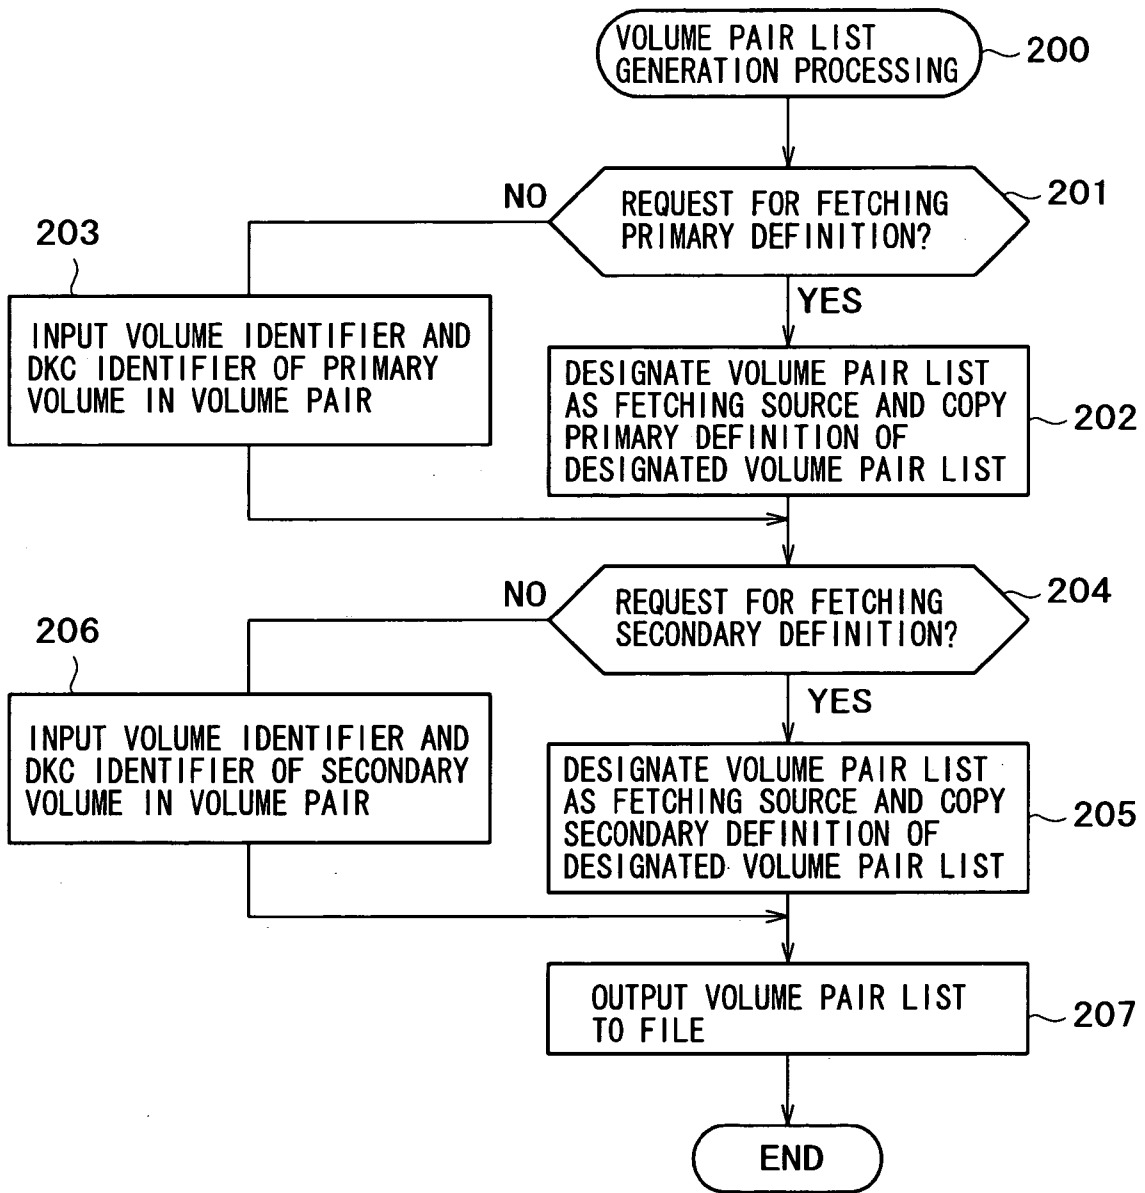 VOLUME PAIR LIST
GENERATION PROCESSING
200
REQUEST FOR FETCHING
PRIMARY DEFINITION?
201
NO
YES
203
INPUT VOLUME IDENTIFIER AND
DKC IDENTIFIER OF PRIMARY
VOLUME IN VOLUME PAIR
DESIGNATE VOLUME PAIR LIST
AS FETCHING SOURCE AND COPY
PRIMARY DEFINITION OF
DESIGNATED VOLUME PAIR LIST
202
REQUEST FOR FETCHING
SECONDARY DEFINITION?
204
NO
YES
206
INPUT VOLUME IDENTIFIER AND
DKC IDENTIFIER OF SECONDARY
VOLUME IN VOLUME PAIR
DESIGNATE VOLUME PAIR LIST
AS FETCHING SOURCE AND COPY
SECONDARY DEFINITION OF
DESIGNATED VOLUME PAIR LIST
205
OUTPUT VOLUME PAIR LIST
TO FILE
207
END